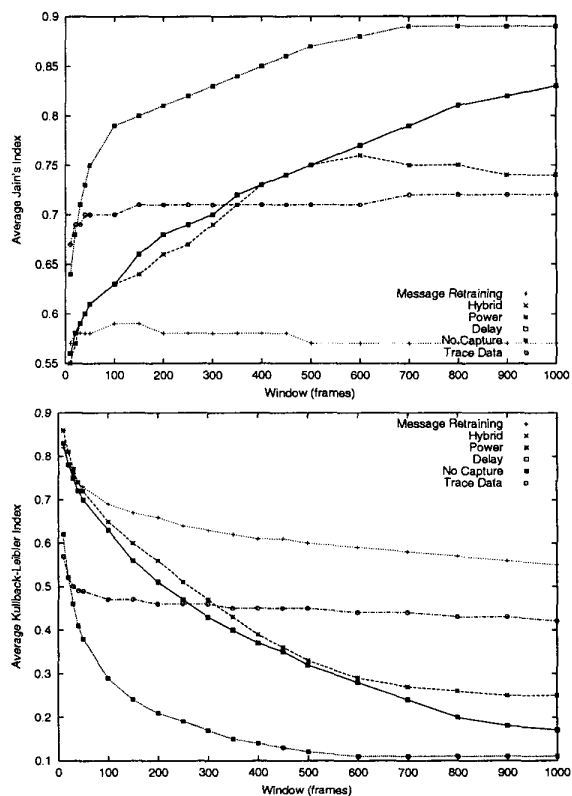 0.9
0.85
0.8
0.75
0.7
0.65
0.6
0.55
Average Jain's Index
Message Retraining
Hybrid
Power
Delay
No Capture
Trace Data
0 100 200 300 400 500 600 700 800 900 1000
Window (frames)
0.9
0.8
0.7
0.6
0.5
0.4
0.3
0.2
0.1
Average Kullback-Leibler Index
Message Retraining
Hybrid
Power
Delay
No Capture
Trace Data
0 100 200 300 400 500 600 700 800 900 1000
Window (frames)